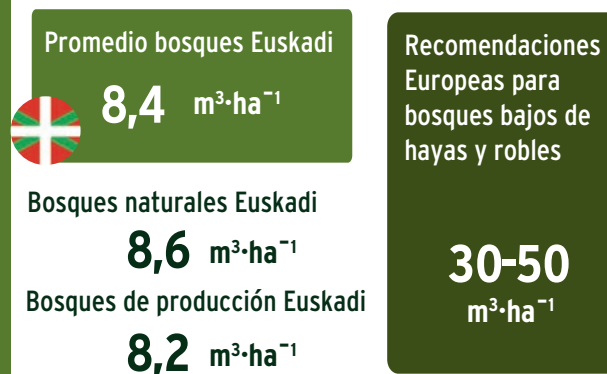 Promedio bosques Euskadi
8,4 m³·ha⁻¹
Bosques naturales Euskadi
8,6 m³·ha⁻¹
Bosques de producción Euskadi
8,2 m³·ha⁻¹
Recomendaciones
Europeas para
bosques bajos de
hayas y robles
30-50
m³·ha⁻¹